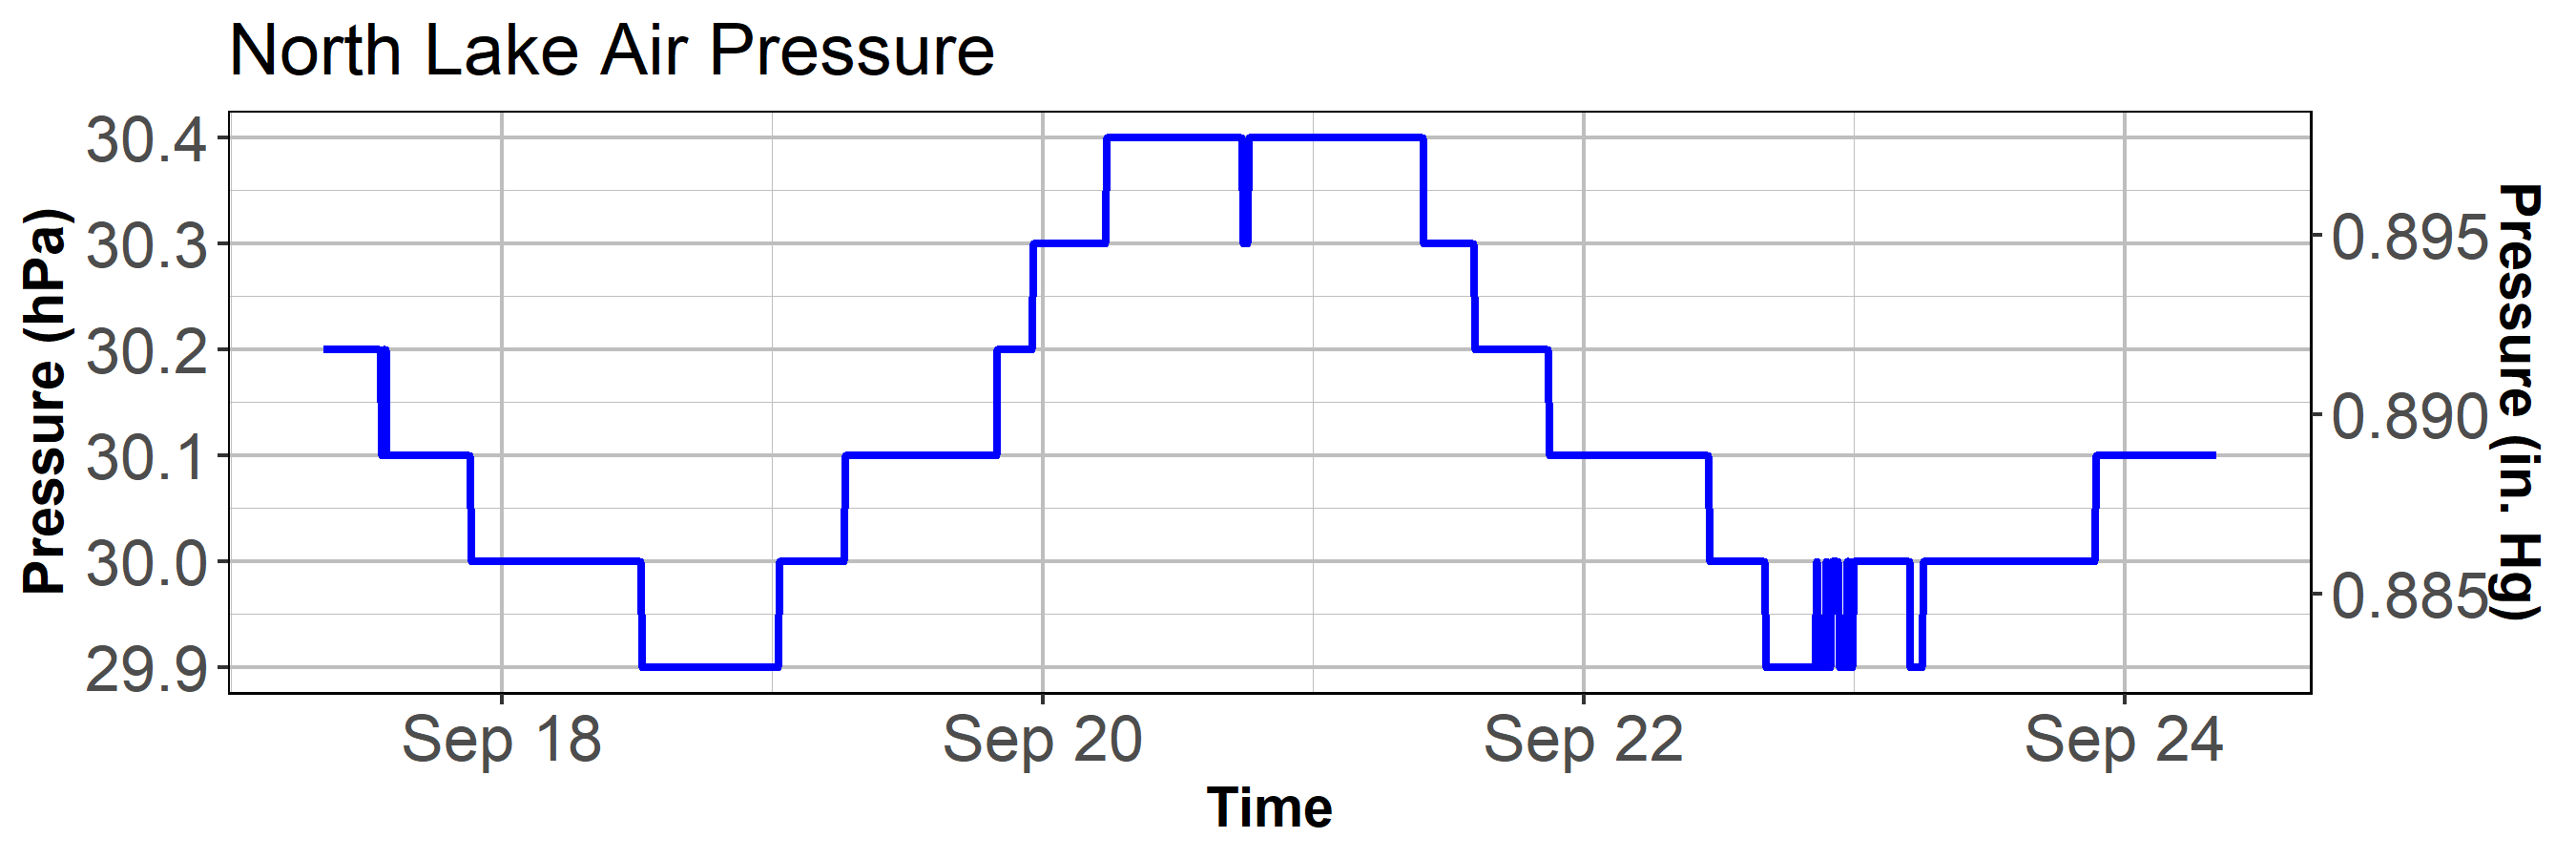 North Lake Air Pressure
Pressure (hPa)
30.4
30.3
30.2
30.1
30.0
29.9
0.895
0.890
0.885
Pressure (in. Hg)
Sep 18
Sep 20
Sep 22
Sep 24
Time